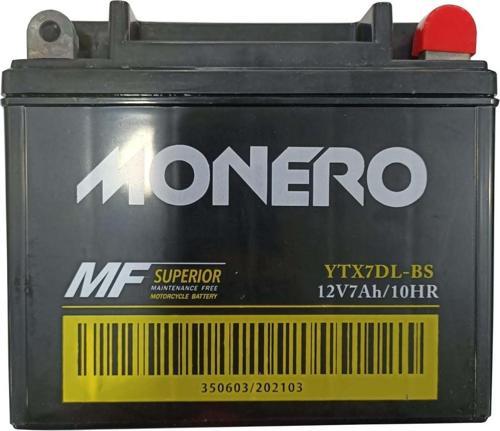 MONERO
MF SUPERIOR
MAINTENANCE FREE
MOTORCYCLE BATTERY
YTX7DL-BS
12V7Ah/10HR
350603/202103